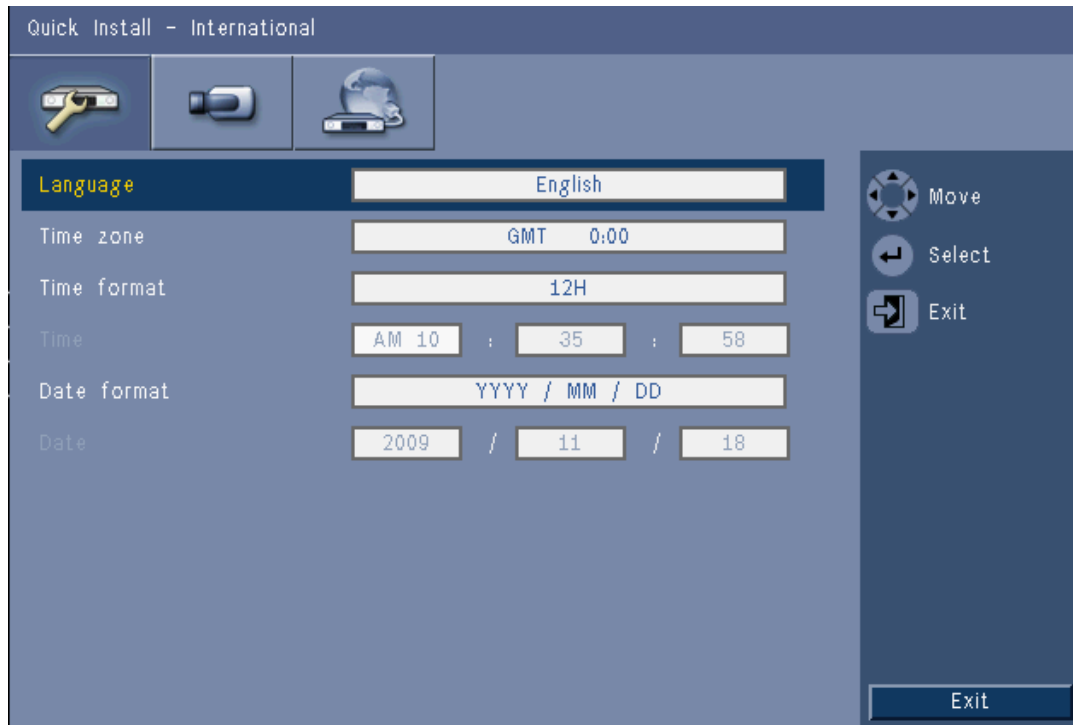 Quick Install - International
Language English
Time zone GMT 0:00
Time format 12H
Time AM 10 : 35 : 58
Date format YYYY / MM / DD
Date 2009 / 11 / 18
Move
Select
Exit
Exit